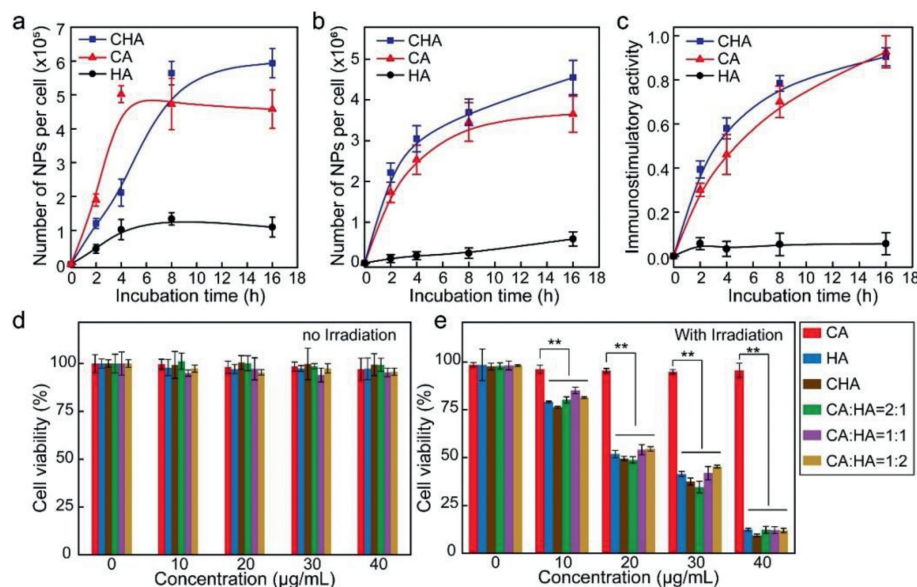 a
Number of NPs per cell (x10⁵)
7
6
5
4
3
2
1
0
CHA
CA
HA
0 2 4 6 8 10 12 14 16 18
Incubation time (h)
b
Number of NPs per cell (x10⁶)
6
5
4
3
2
1
0
CHA
CA
HA
0 2 4 6 8 10 12 14 16 18
Incubation time (h)
c
Immunostimulatory activity
1.0
0.8
0.4
0.2
0.0
CHA
CA
HA
0 2 4 6 8 10 12 14 16 18
Incubation time (h)
d
no Irradiation
Cell viability (%)
100
75
50
25
0
0 10 20 30 40
Concentration (µg/mL)
e
With Irradiation
Cell viability (%)
100
75
50
25
0
** ** ** **
0 10 20 30 40
Concentration (µg/mL)
CA
HA
CHA
CA:HA=2:1
CA:HA=1:1
CA:HA=1:2